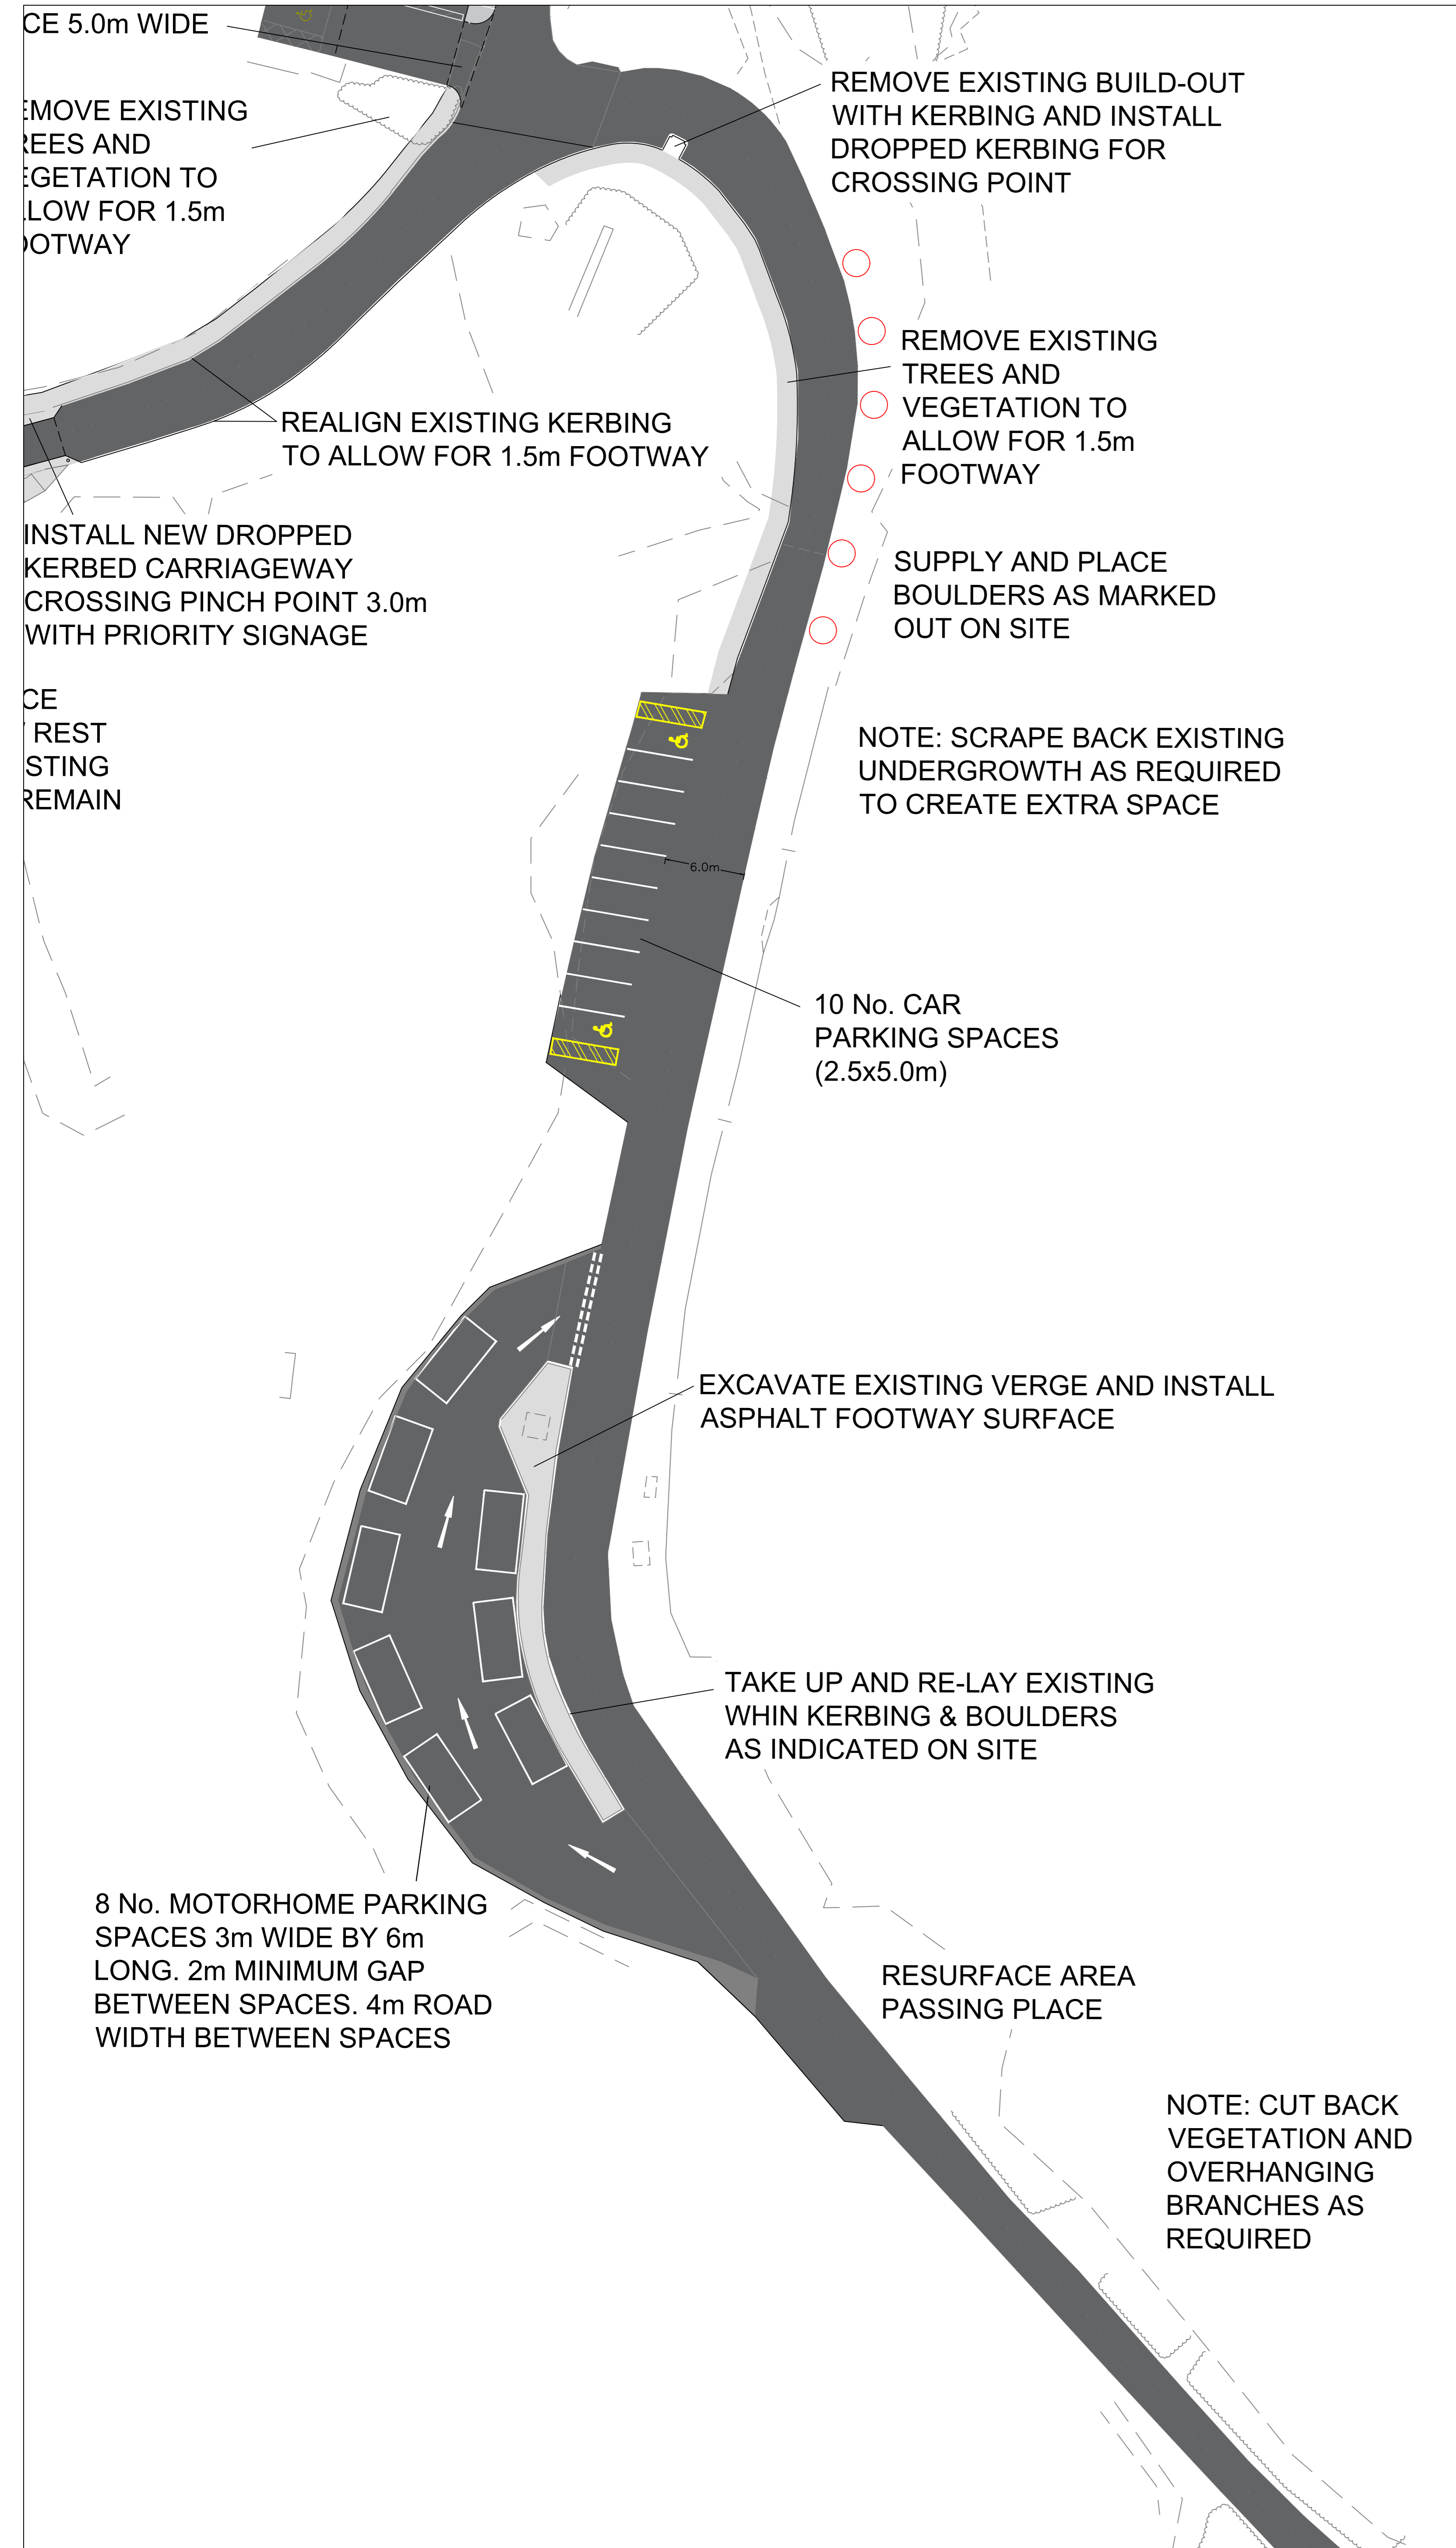 CE 5.0m WIDE
EMOVE EXISTING
REES AND
EGETATION TO
LLOW FOR 1.5m
OOTWAY
REMOVE EXISTING BUILD-OUT
WITH KERBING AND INSTALL
DROPPED KERBING FOR
CROSSING POINT
REMOVE EXISTING
TREES AND
VEGETATION TO
ALLOW FOR 1.5m
FOOTWAY
REALIGN EXISTING KERBING
TO ALLOW FOR 1.5m FOOTWAY
INSTALL NEW DROPPED
KERBED CARRIAGEWAY
CROSSING PINCH POINT 3.0m
WITH PRIORITY SIGNAGE
SUPPLY AND PLACE
BOULDERS AS MARKED
OUT ON SITE
CE
REST
STING
REMAIN
NOTE: SCRAPE BACK EXISTING
UNDERGROWTH AS REQUIRED
TO CREATE EXTRA SPACE
6.0m
10 No. CAR
PARKING SPACES
(2.5x5.0m)
EXCAVATE EXISTING VERGE AND INSTALL
ASPHALT FOOTWAY SURFACE
TAKE UP AND RE-LAY EXISTING
WHIN KERBING & BOULDERS
AS INDICATED ON SITE
8 No. MOTORHOME PARKING
SPACES 3m WIDE BY 6m
LONG. 2m MINIMUM GAP
BETWEEN SPACES. 4m ROAD
WIDTH BETWEEN SPACES
RESURFACE AREA
PASSING PLACE
NOTE: CUT BACK
VEGETATION AND
OVERHANGING
BRANCHES AS
REQUIRED